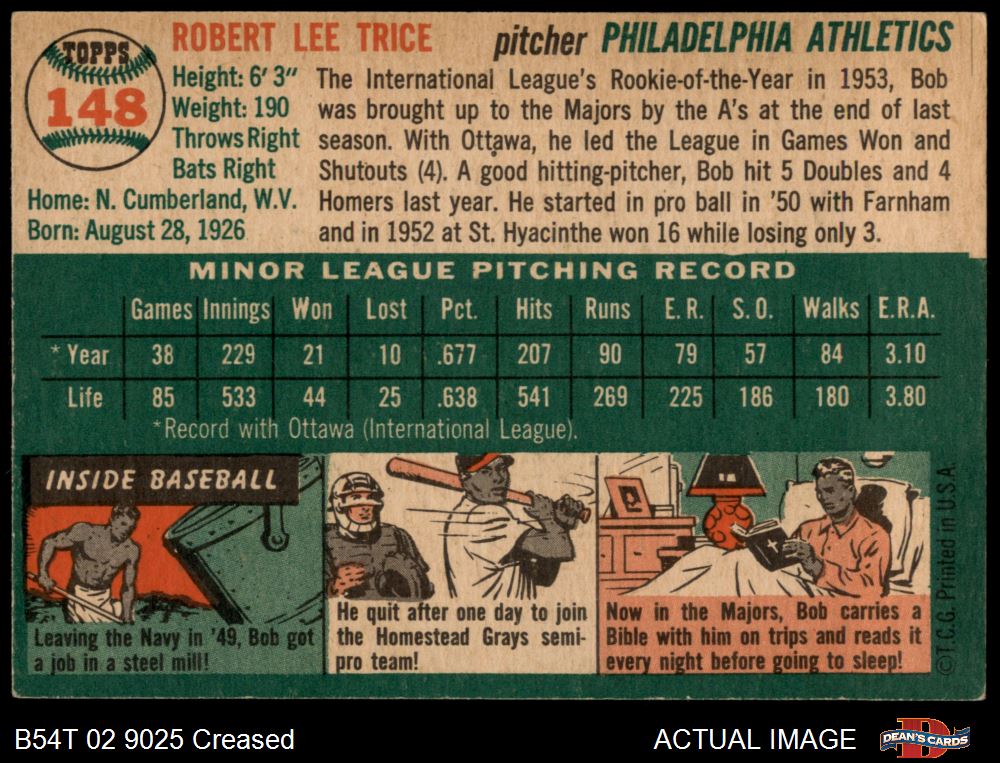 TOPPS
148
ROBERT LEE TRICE
pitcher PHILADELPHIA ATHLETICS
Height: 6' 3"
Weight: 190
Throws Right
Bats Right
Home: N. Cumberland, W.V.
Born: August 28, 1926
The International League's Rookie-of-the-Year in 1953, Bob
was brought up to the Majors by the A's at the end of last
season. With Ottawa, he led the League in Games Won and
Shutouts (4). A good hitting-pitcher, Bob hit 5 Doubles and 4
Homers last year. He started in pro ball in '50 with Farnham
and in 1952 at St. Hyacinthe won 16 while losing only 3.
MINOR LEAGUE PITCHING RECORD
Games Innings Won Lost Pct. Hits Runs E.R. S.O. Walks E.R.A.
* Year 38 229 21 10 .677 207 90 79 57 84 3.10
Life 85 533 44 25 .638 541 269 225 186 180 3.80
*Record with Ottawa (International League).
INSIDE BASEBALL
Leaving the Navy in '49, Bob got
a job in a steel mill!
He quit after one day to join
the Homestead Grays semi-
pro team!
Now in the Majors, Bob carries a
Bible with him on trips and reads it
every night before going to sleep!
©T.C.G. Printed in U.S.A.
B54T 02 9025 Creased
ACTUAL IMAGE
DEAN'S CARDS